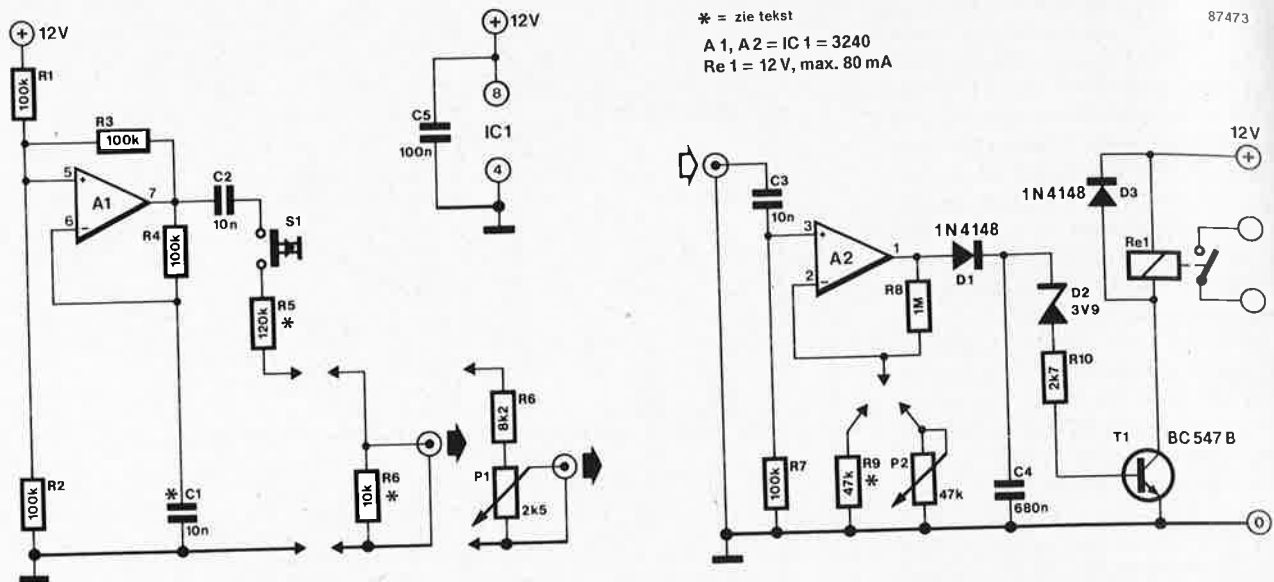 12V
R1
100k
R3
100k
5
+
A1
7
6
−
C2
10n
S1
R4
100k
R5
120k
*
R2
100k
*
C1
10n
12V
8
C5
100n
IC1
4
R6
10k
*
R6
8k2
P1
2k5
* = zie tekst
A1, A2 = IC1 = 3240
Re1 = 12V, max. 80mA
87473
C3
10n
3
+
A2
1
2
−
1N4148
D1
R8
1M
D2
3V9
R10
2k7
R7
100k
R9
47k
*
P2
47k
C4
680n
T1
BC547B
12V
1N4148
D3
Re1
0